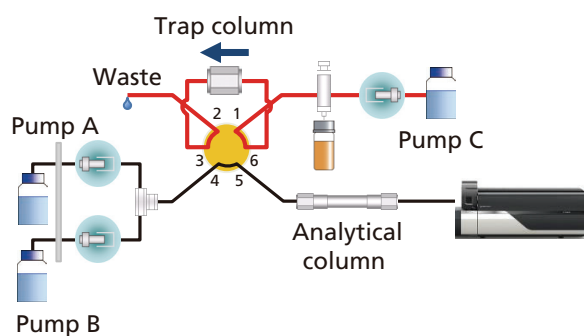 Trap column
Waste
2 1
Pump A
Pump C
3 6
4 5
Analytical
column
Pump B